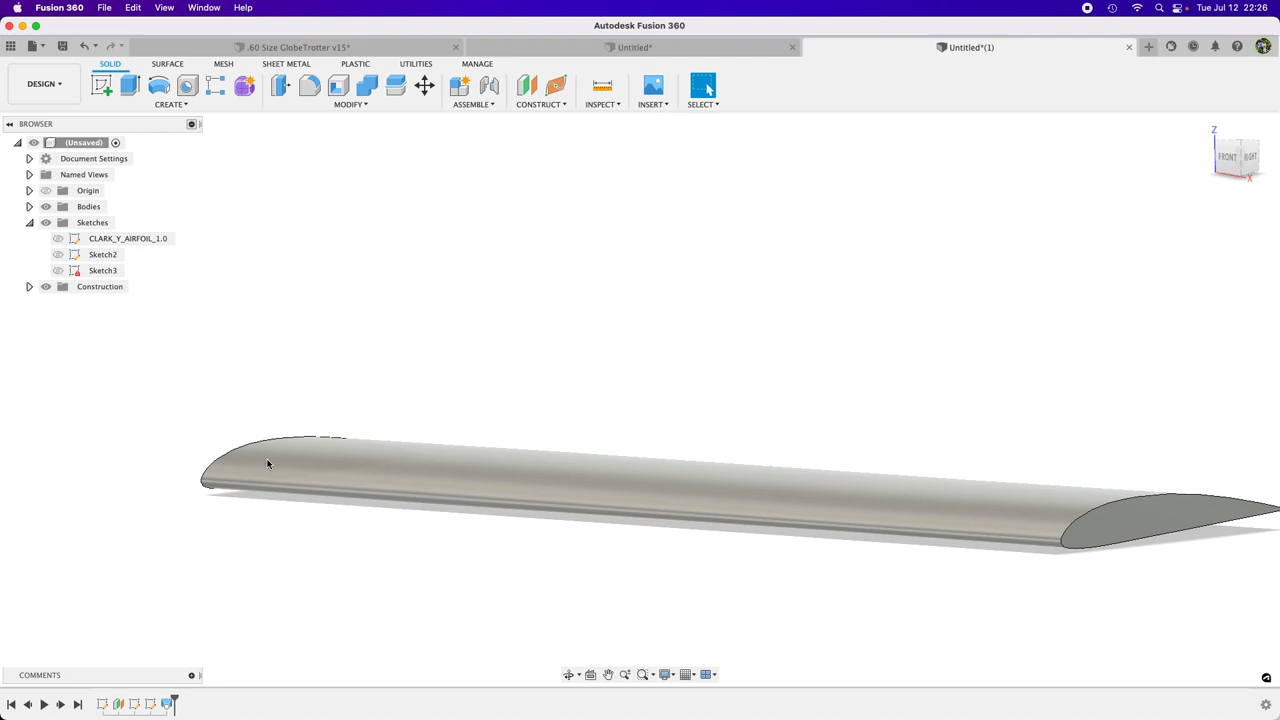 Fusion 360 File Edit View Window Help Tue Jul 12 22:26
Autodesk Fusion 360
.60 Size GlobeTrotter v15* Untitled* Untitled*(1)
SOLID SURFACE MESH SHEET METAL PLASTIC UTILITIES MANAGE
DESIGN
CREATE MODIFY ASSEMBLE CONSTRUCT INSPECT INSERT SELECT
BROWSER
(Unsaved)
Document Settings
Named Views
Origin
Bodies
Sketches
CLARK_Y_AIRFOIL_1.0
Sketch2
Sketch3
Construction
Z
FRONT RIGHT
X
COMMENTS